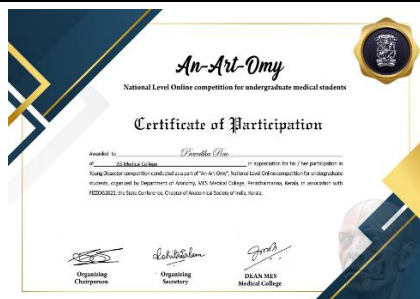 An-Art-Omy
National Level Online competition for undergraduate medical students
Certificate of Participation
Awarded to
of JSS Medical College in appreciation for his / her participation in
Young Dissector competition conducted as a part of "An-Art-Omy", National Level Online competition for undergraduate
students, organized by Department of Anatomy, MES Medical College, Perinthalmanna, Kerala, in association with
the State Conference, Chapter of Anatomical Society of India, Kerala.
Organizing
Chairperson
Organizing
Secretary
DEAN MES
Medical College